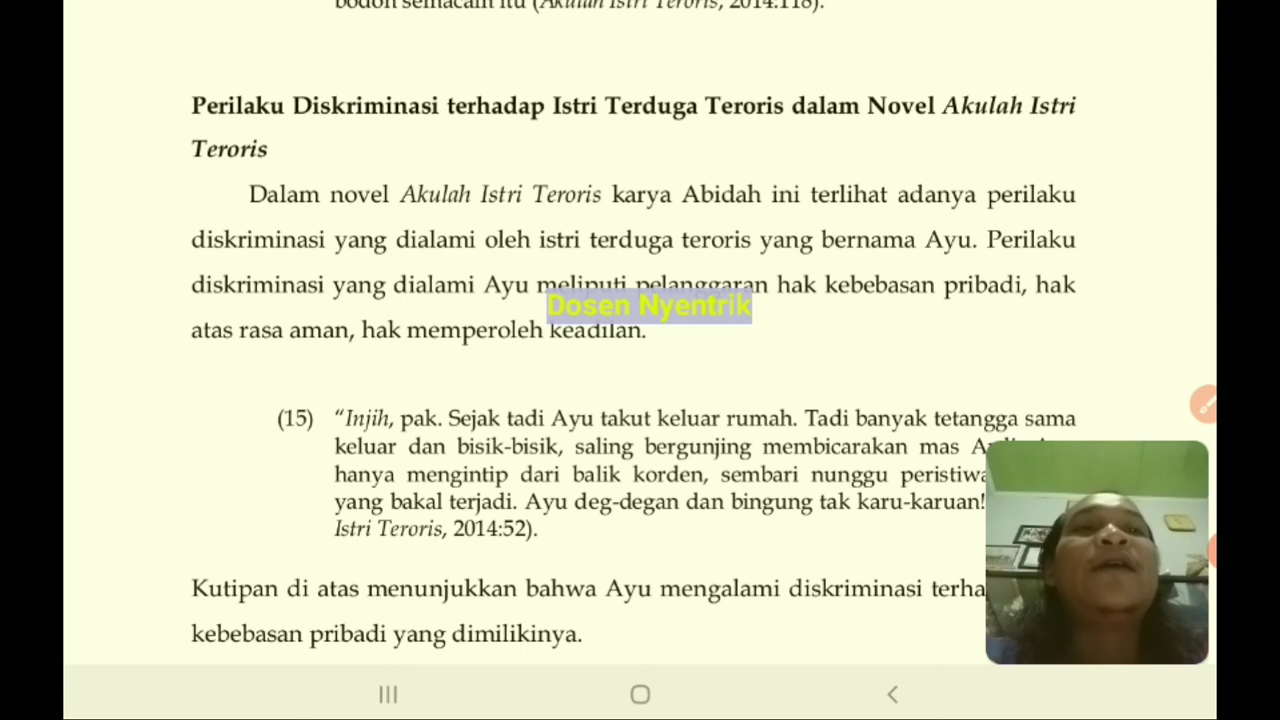 bodoh semacam itu (Akulah Istri Teroris, 2014:118).
Perilaku Diskriminasi terhadap Istri Terduga Teroris dalam Novel Akulah Istri
Teroris
Dalam novel Akulah Istri Teroris karya Abidah ini terlihat adanya perilaku
diskriminasi yang dialami oleh istri terduga teroris yang bernama Ayu. Perilaku
diskriminasi yang dialami Ayu meliputi pelanggaran hak kebebasan pribadi, hak
Dosen Nyentrik
atas rasa aman, hak memperoleh keadilan.
(15) “Injih, pak. Sejak tadi Ayu takut keluar rumah. Tadi banyak tetangga sama
keluar dan bisik-bisik, saling bergunjing membicarakan mas
hanya mengintip dari balik korden, sembari nunggu
yang bakal terjadi. Ayu deg-degan dan bingung tak karu-karuan!
Istri Teroris, 2014:52).
Kutipan di atas menunjukkan bahwa Ayu mengalami diskriminasi
kebebasan pribadi yang dimilikinya.